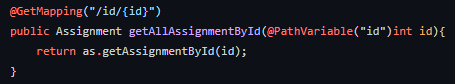 @GetMapping("/id/{id}")
public Assignment getAllAssignmentById(@PathVariable("id")int id){
return as.getAssignmentById(id);
}